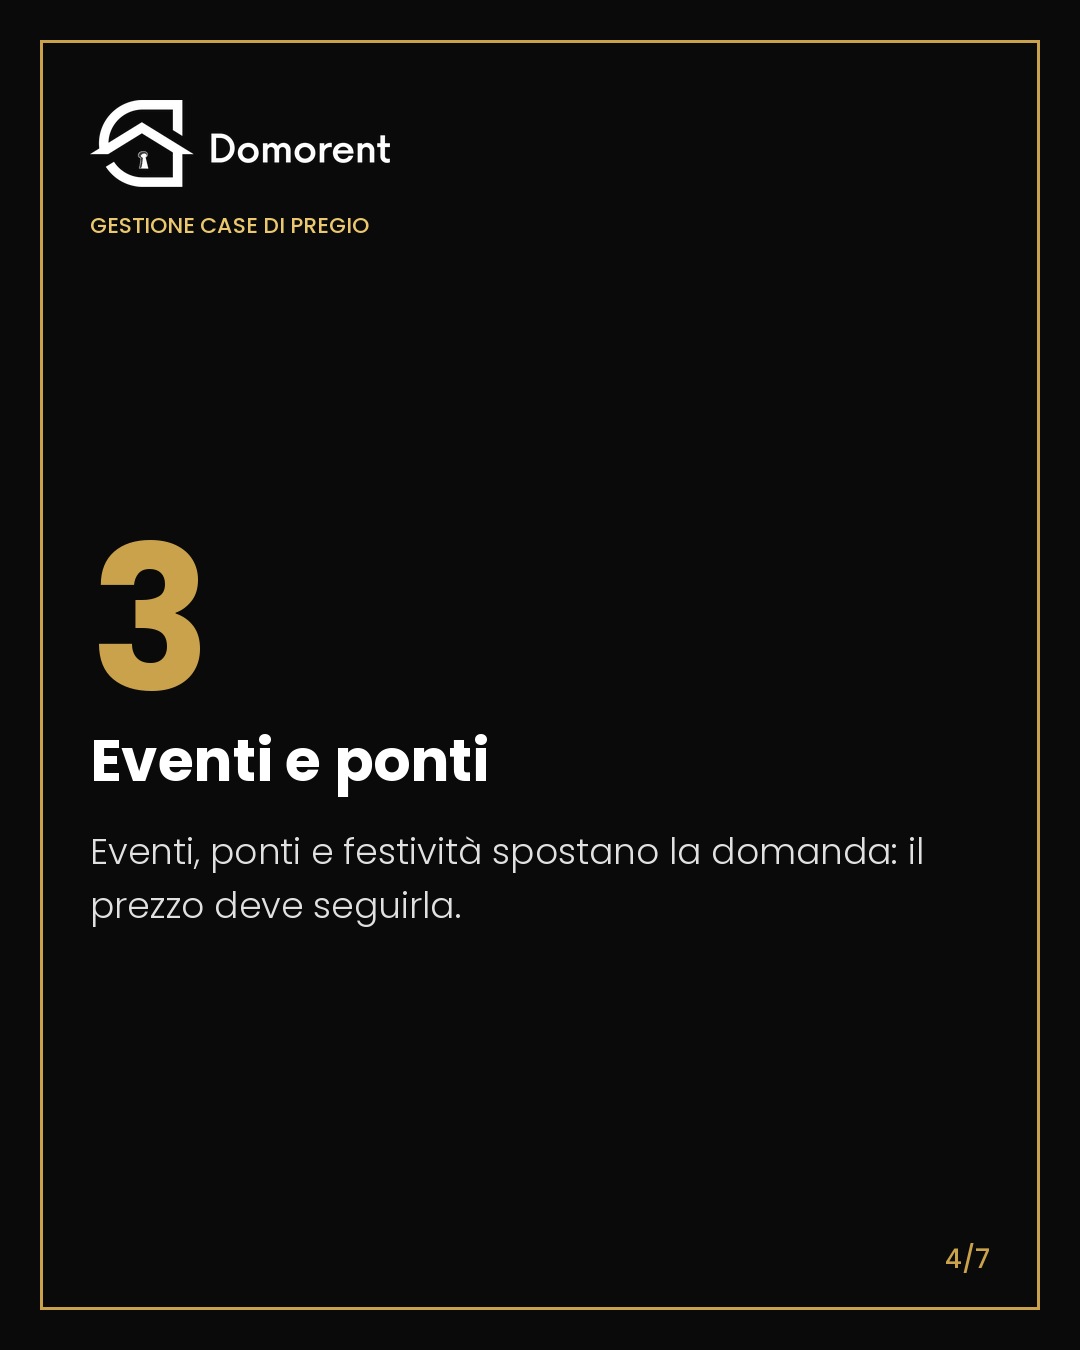 Domorent
GESTIONE CASE DI PREGIO
3
Eventi e ponti
Eventi, ponti e festività spostano la domanda: il
prezzo deve seguirla.
4/7